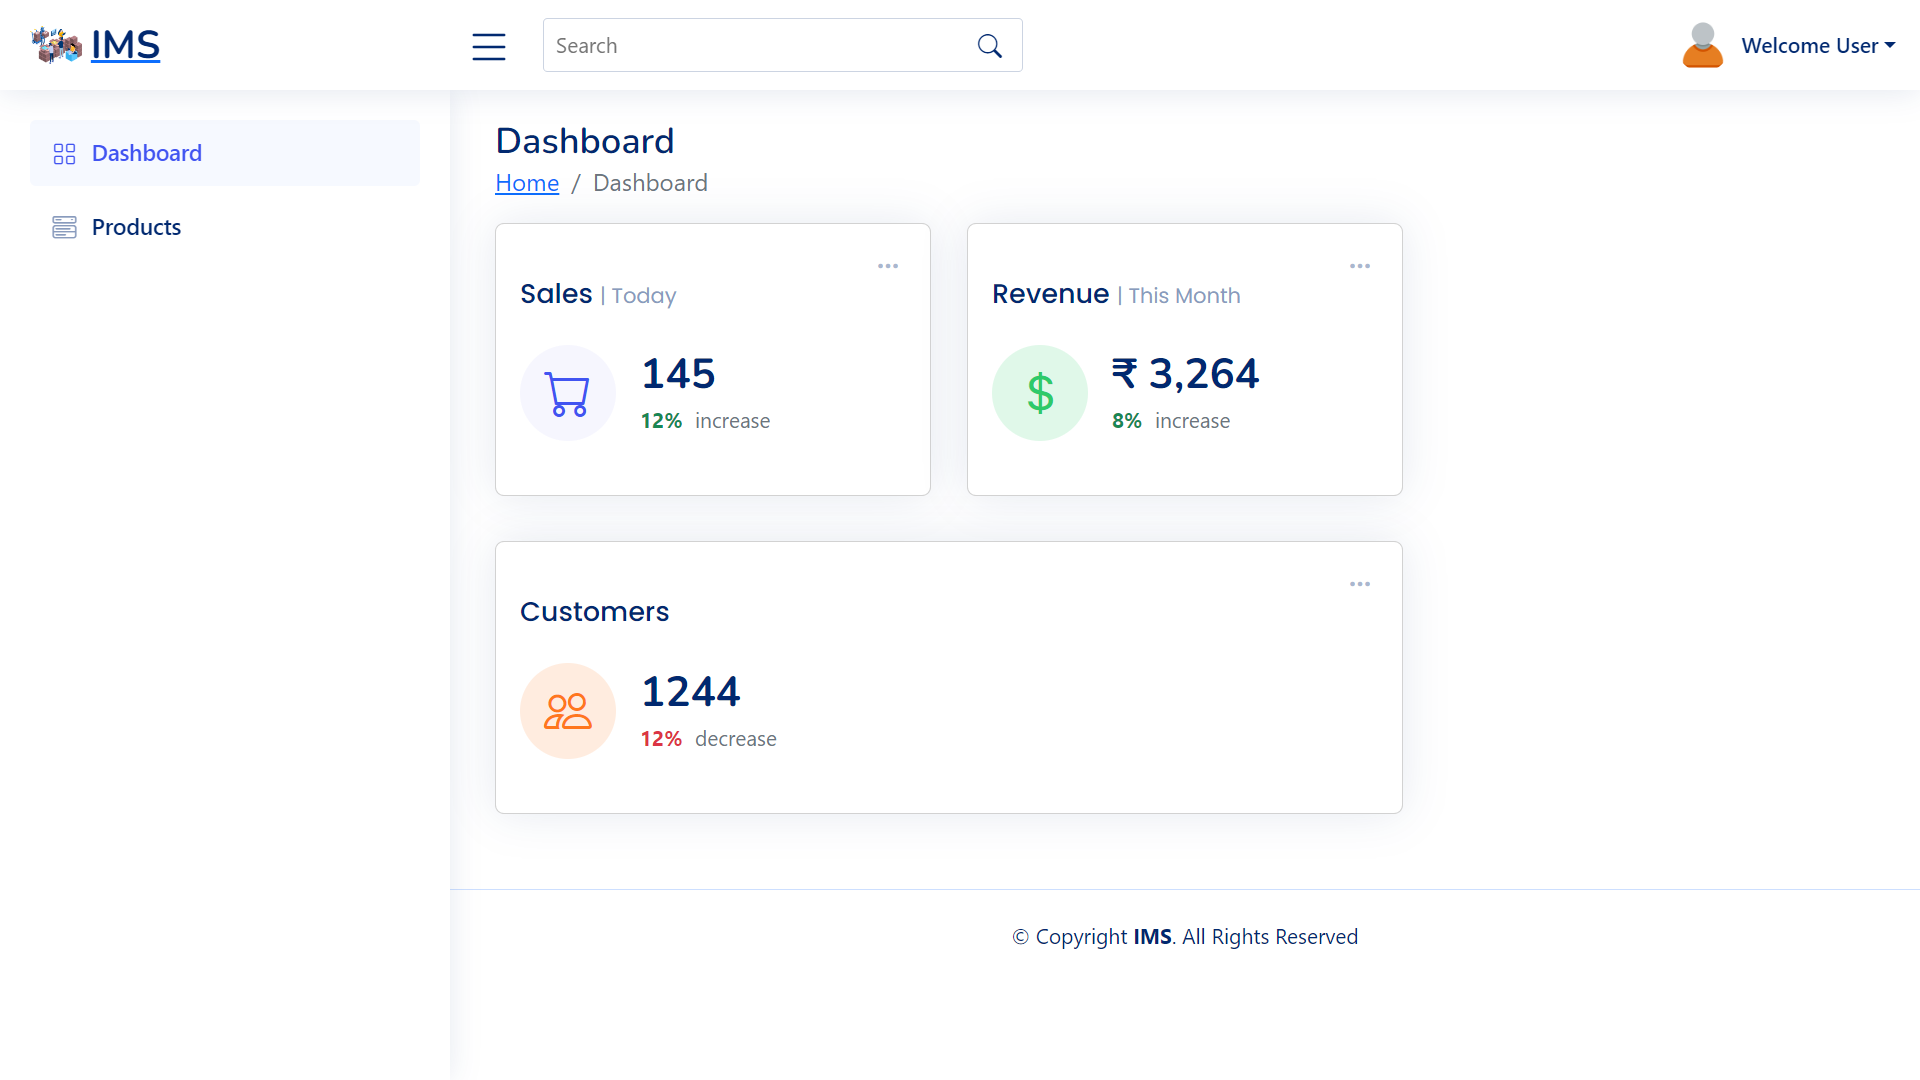 IMS
Search
Welcome User
Dashboard
Products
Dashboard
Home / Dashboard
Sales | Today
145
12% increase
Revenue | This Month
$
₹ 3,264
8% increase
Customers
1244
12% decrease
© Copyright IMS. All Rights Reserved